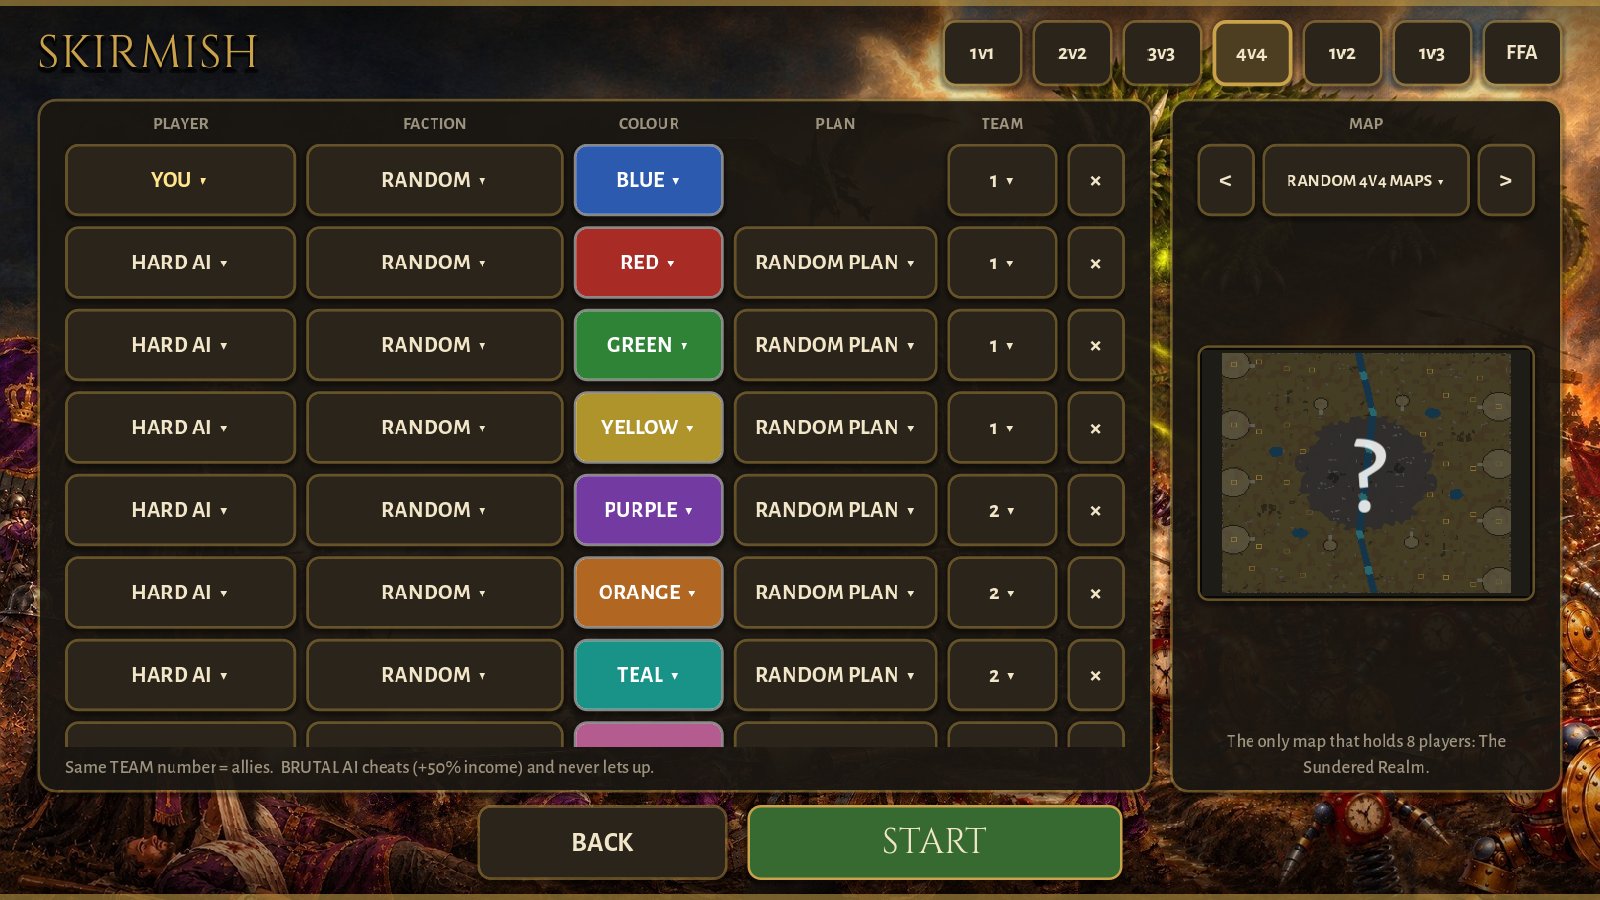 SKIRMISH
1v1 2v2 3v3 4v4 1v2 1v3 FFA
PLAYER FACTION COLOUR PLAN TEAM
YOU RANDOM BLUE 1 ×
HARD AI RANDOM RED RANDOM PLAN 1 ×
HARD AI RANDOM GREEN RANDOM PLAN 1 ×
HARD AI RANDOM YELLOW RANDOM PLAN 1 ×
HARD AI RANDOM PURPLE RANDOM PLAN 2 ×
HARD AI RANDOM ORANGE RANDOM PLAN 2 ×
HARD AI RANDOM TEAL RANDOM PLAN 2 ×
Same TEAM number = allies. BRUTAL AI cheats (+50% income) and never lets up.
MAP
< RANDOM 4V4 MAPS >
?
The only map that holds 8 players: The
Sundered Realm.
BACK START